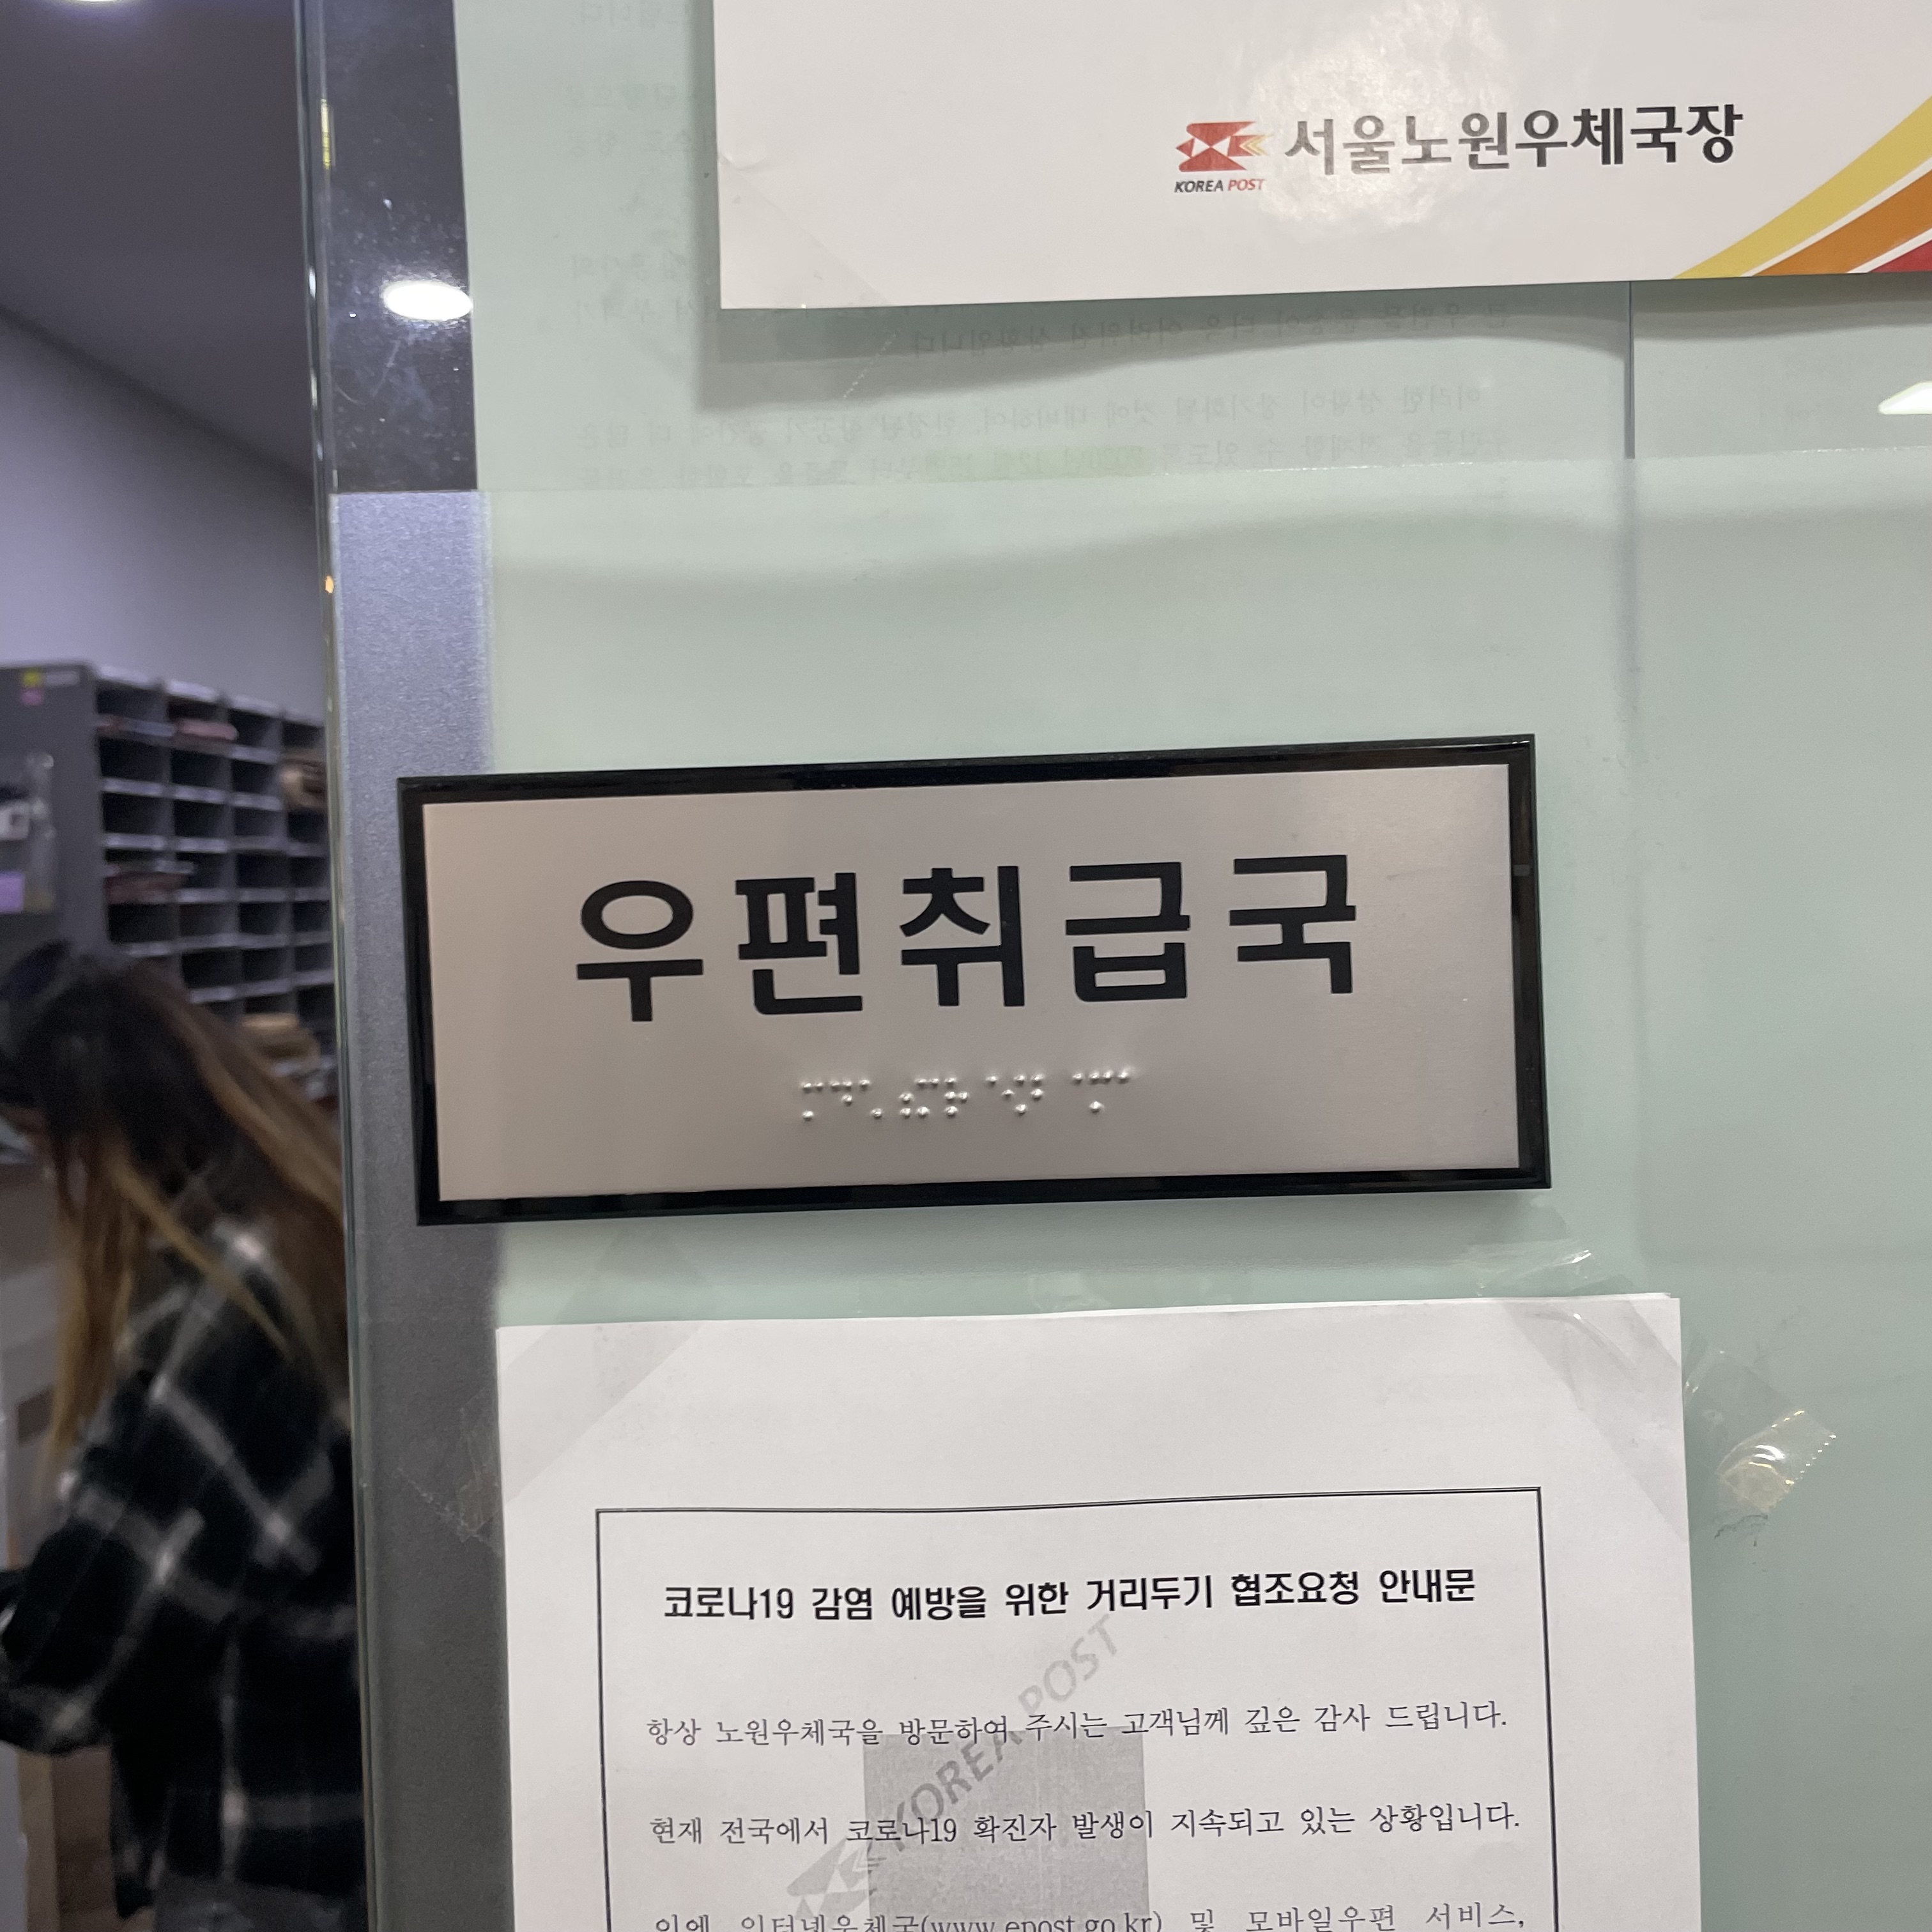 서울노원우체국장
KOREA POST
우편취급국
코로나19 감염 예방을 위한 거리두기 협조요청 안내문
KOREA POST
항상 노원우체국을 방문하여 주시는 고객님께 깊은 감사 드립니다.
현재 전국에서 코로나19 확진자 발생이 지속되고 있는 상황입니다.
이에 인터넷우체국(www.epost.go.kr) 및 모바일우편 서비스,